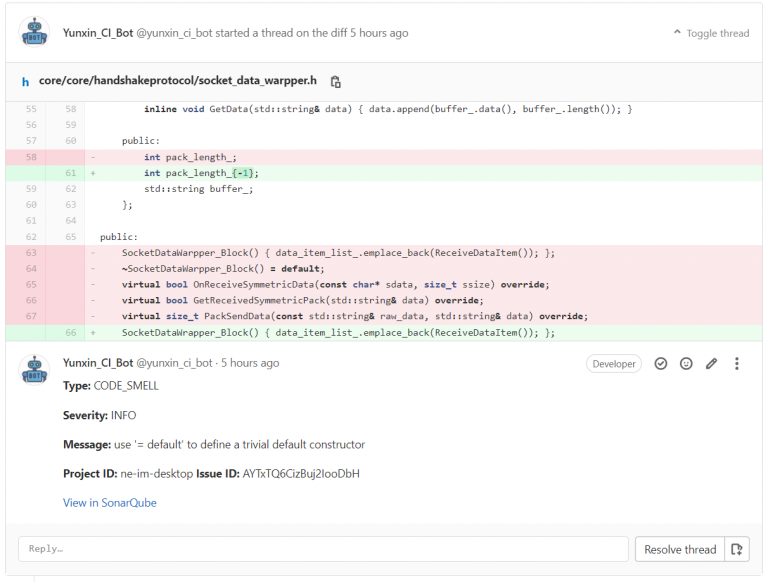 Yunxin_CI_Bot @yunxin_ci_bot started a thread on the diff 5 hours ago
Toggle thread
h core/core/handshakeprotocol/socket_data_warpper.h
55 58 inline void GetData(std::string& data) { data.append(buffer_.data(), buffer_.length()); }
56 59
57 60 public:
58 - int pack_length_;
61 + int pack_length_{-1};
59 62 std::string buffer_;
60 63 };
61 64
62 65 public:
63 - SocketDataWarpper_Block() { data_item_list_.emplace_back(ReceiveDataItem()); };
64 - ~SocketDataWarpper_Block() = default;
65 - virtual bool OnReceiveSymmetricData(const char* sdata, size_t ssize) override;
66 - virtual bool GetReceivedSymmetricPack(std::string& data) override;
67 - virtual size_t PackSendData(const std::string& raw_data, std::string& data) override;
66 + SocketDataWrapper_Block() { data_item_list_.emplace_back(ReceiveDataItem()); };
BOT
Yunxin_CI_Bot @yunxin_ci_bot · 5 hours ago
Developer
Type: CODE_SMELL
Severity: INFO
Message: use '= default' to define a trivial default constructor
Project ID: ne-im-desktop Issue ID: AYTxTQ6CizBuj2IooDbH
View in SonarQube
Reply…
Resolve thread